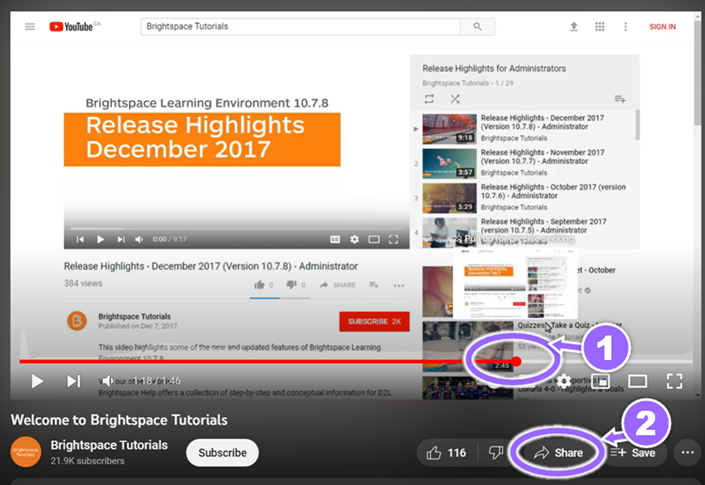 YouTube CA
Brightspace Tutorials
SIGN IN
Brightspace Learning Environment 10.7.8
Release Highlights
December 2017
0:00 / 9:17
Release Highlights - December 2017 (Version 10.7.8) - Administrator
384 views
0
0
SHARE
Brightspace Tutorials
Published on Dec 7, 2017
SUBSCRIBE 2K
This video highlights some of the new and updated features of Brightspace Learning
Environment 10.7.8
Brightspace Help offers a collection of step-by-step and conceptual information for D2L
Release Highlights for Administrators
Brightspace Tutorials - 1 / 29
9:18
Release Highlights - December 2017
(Version 10.7.8) - Administrator
Brightspace Tutorials
2
3:57
Release Highlights - November 2017
(Version 10.7.7) - Administrator
Brightspace Tutorials
3
5:29
Release Highlights - October 2017 (version
10.7.6) - Administrator
Brightspace Tutorials
4
Release Highlights - September 2017
(version 10.7.5) - Administrator
Brightspace Tutorials
et - October
Quizzes
Take a Quiz
2:45
1
1:18 / 1:46
Welcome to Brightspace Tutorials
Brightspace
Tutorials
Brightspace Tutorials
21.9K subscribers
Subscribe
116
Share
2
Save